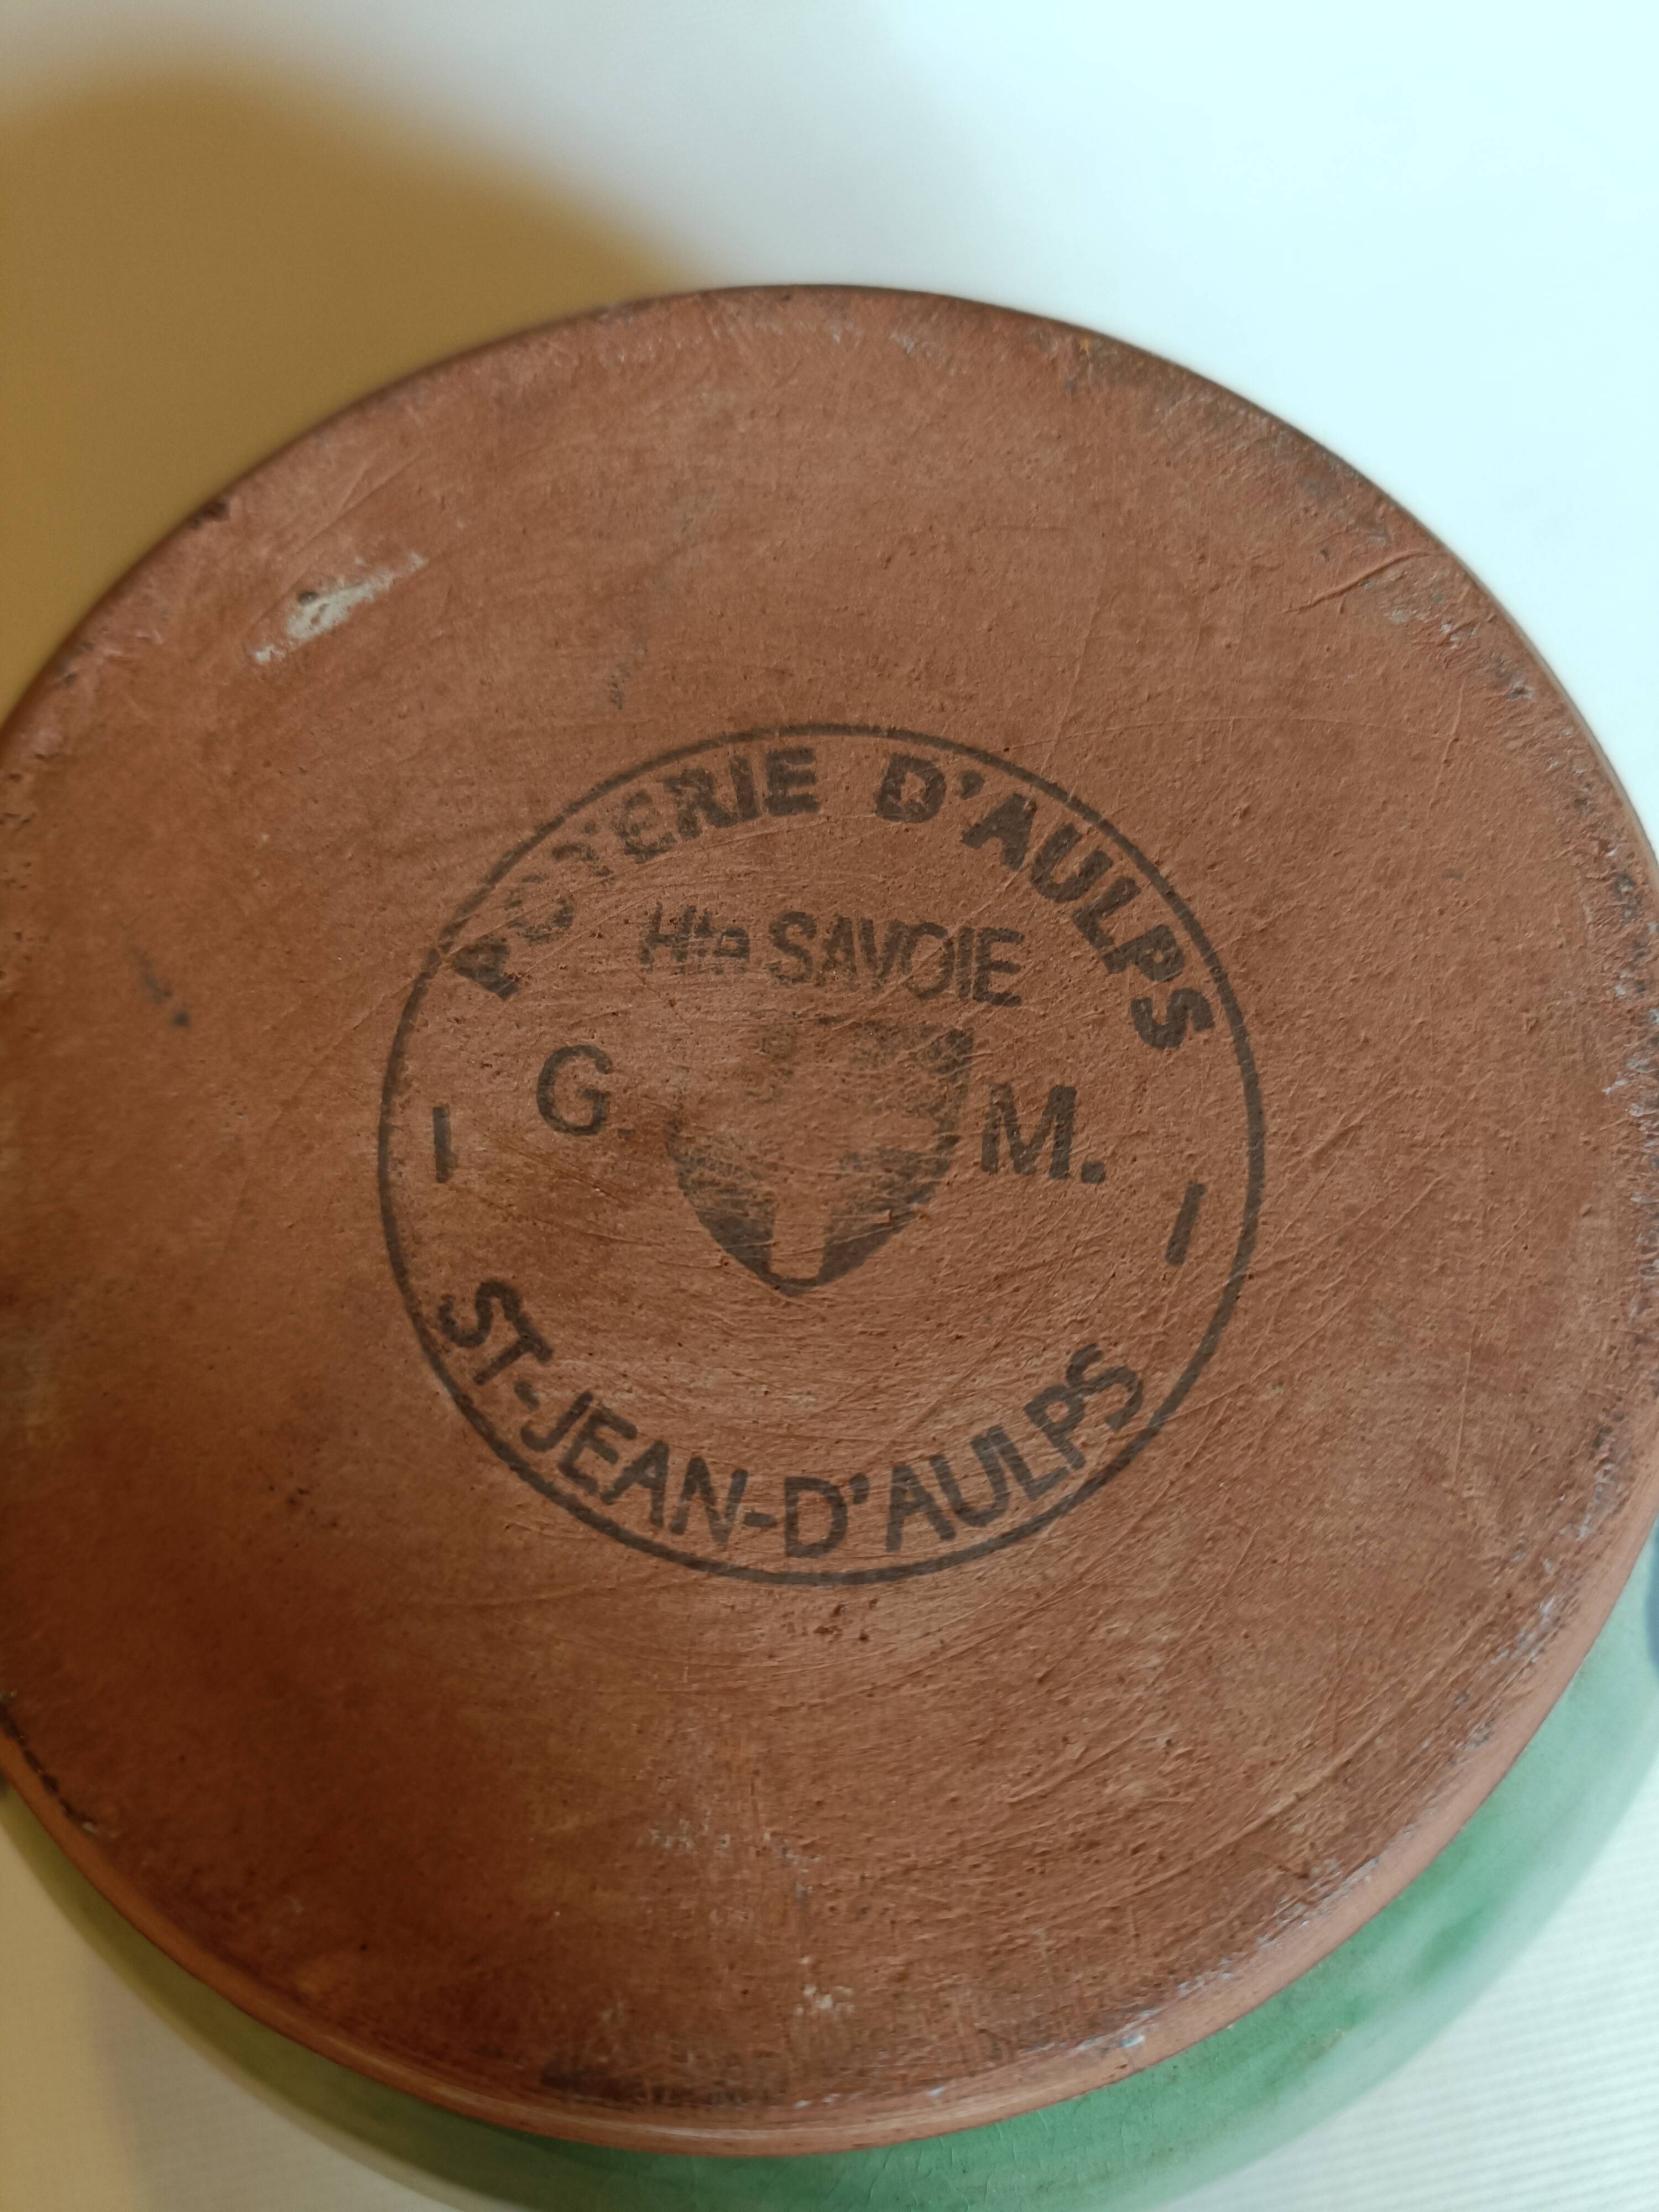 POTERIE D'AULPS
Hte SAVOIE
G. M.
ST-JEAN-D'AULPS